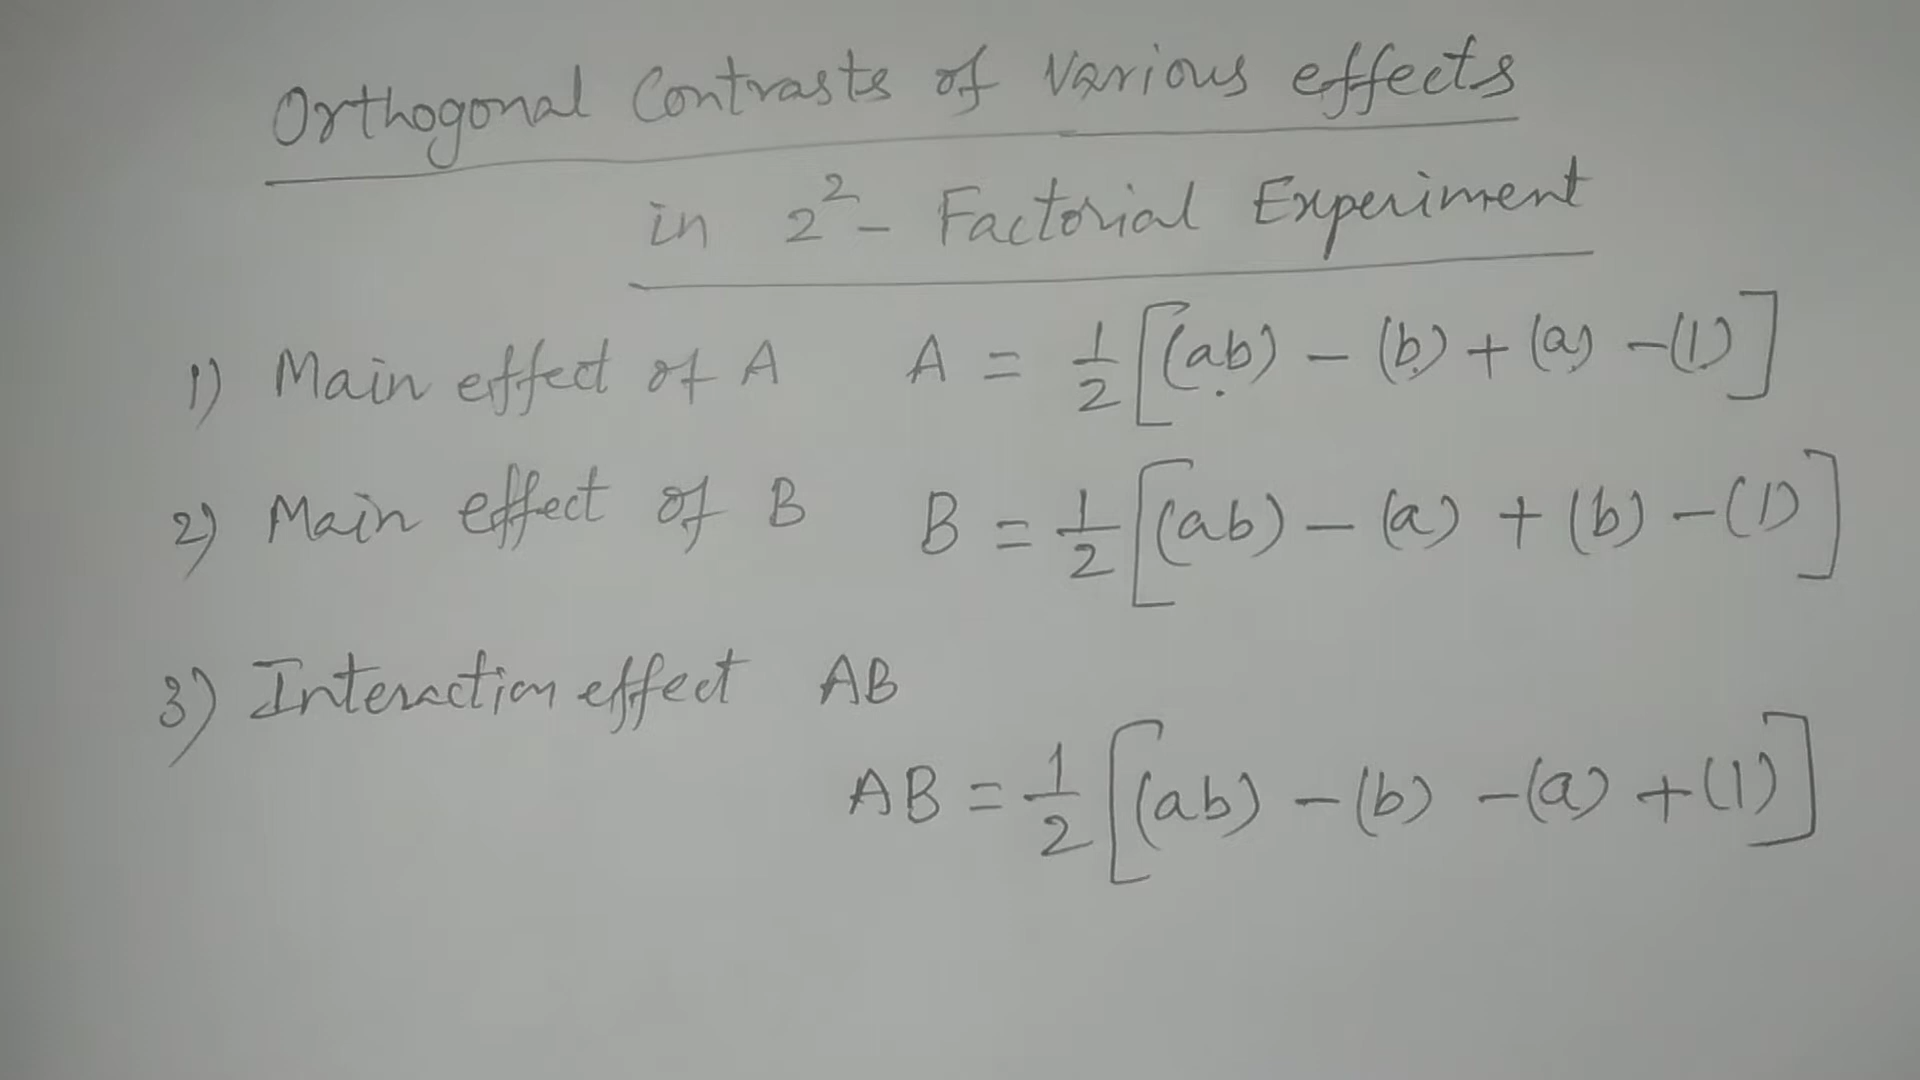 Orthogonal Contrasts of Various effects
in 2² - Factorial Experiment
1) Main effect of A A = 1/2 [(ab) - (b) + (a) - (1)]
2) Main effect of B B = 1/2 [(ab) - (a) + (b) - (1)]
3) Interaction effect AB
AB = 1/2 [(ab) - (b) - (a) + (1)]